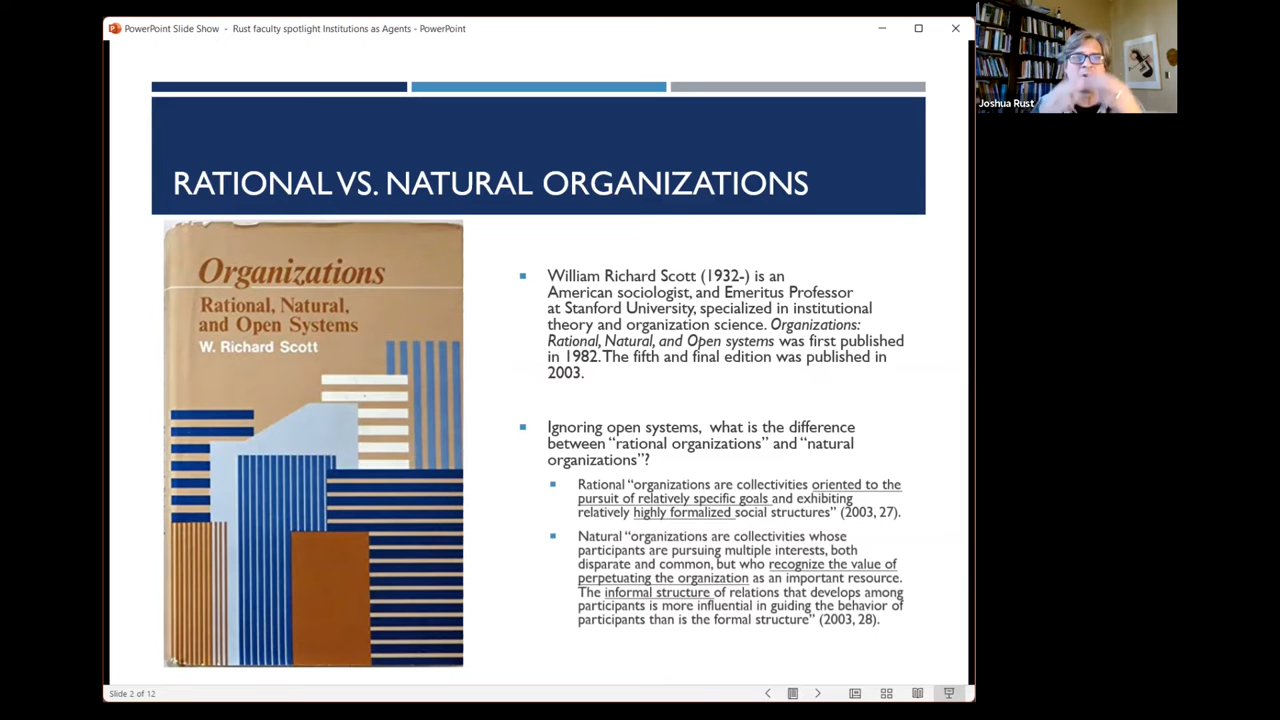 PowerPoint Slide Show - Rust faculty spotlight Institutions as Agents - PowerPoint
Joshua Rust
RATIONAL VS. NATURAL ORGANIZATIONS
Organizations
Rational, Natural,
and Open Systems
W. Richard Scott
William Richard Scott (1932-) is an
American sociologist, and Emeritus Professor
at Stanford University, specialized in institutional
theory and organization science. Organizations:
Rational, Natural, and Open systems was first published
in 1982. The fifth and final edition was published in
2003.
Ignoring open systems, what is the difference
between “rational organizations” and “natural
organizations”?
Rational “organizations are collectivities oriented to the
pursuit of relatively specific goals and exhibiting
relatively highly formalized social structures” (2003, 27).
Natural “organizations are collectivities whose
participants are pursuing multiple interests, both
disparate and common, but who recognize the value of
perpetuating the organization as an important resource.
The informal structure of relations that develops among
participants is more influential in guiding the behavior of
participants than is the formal structure” (2003, 28).
Slide 2 of 12